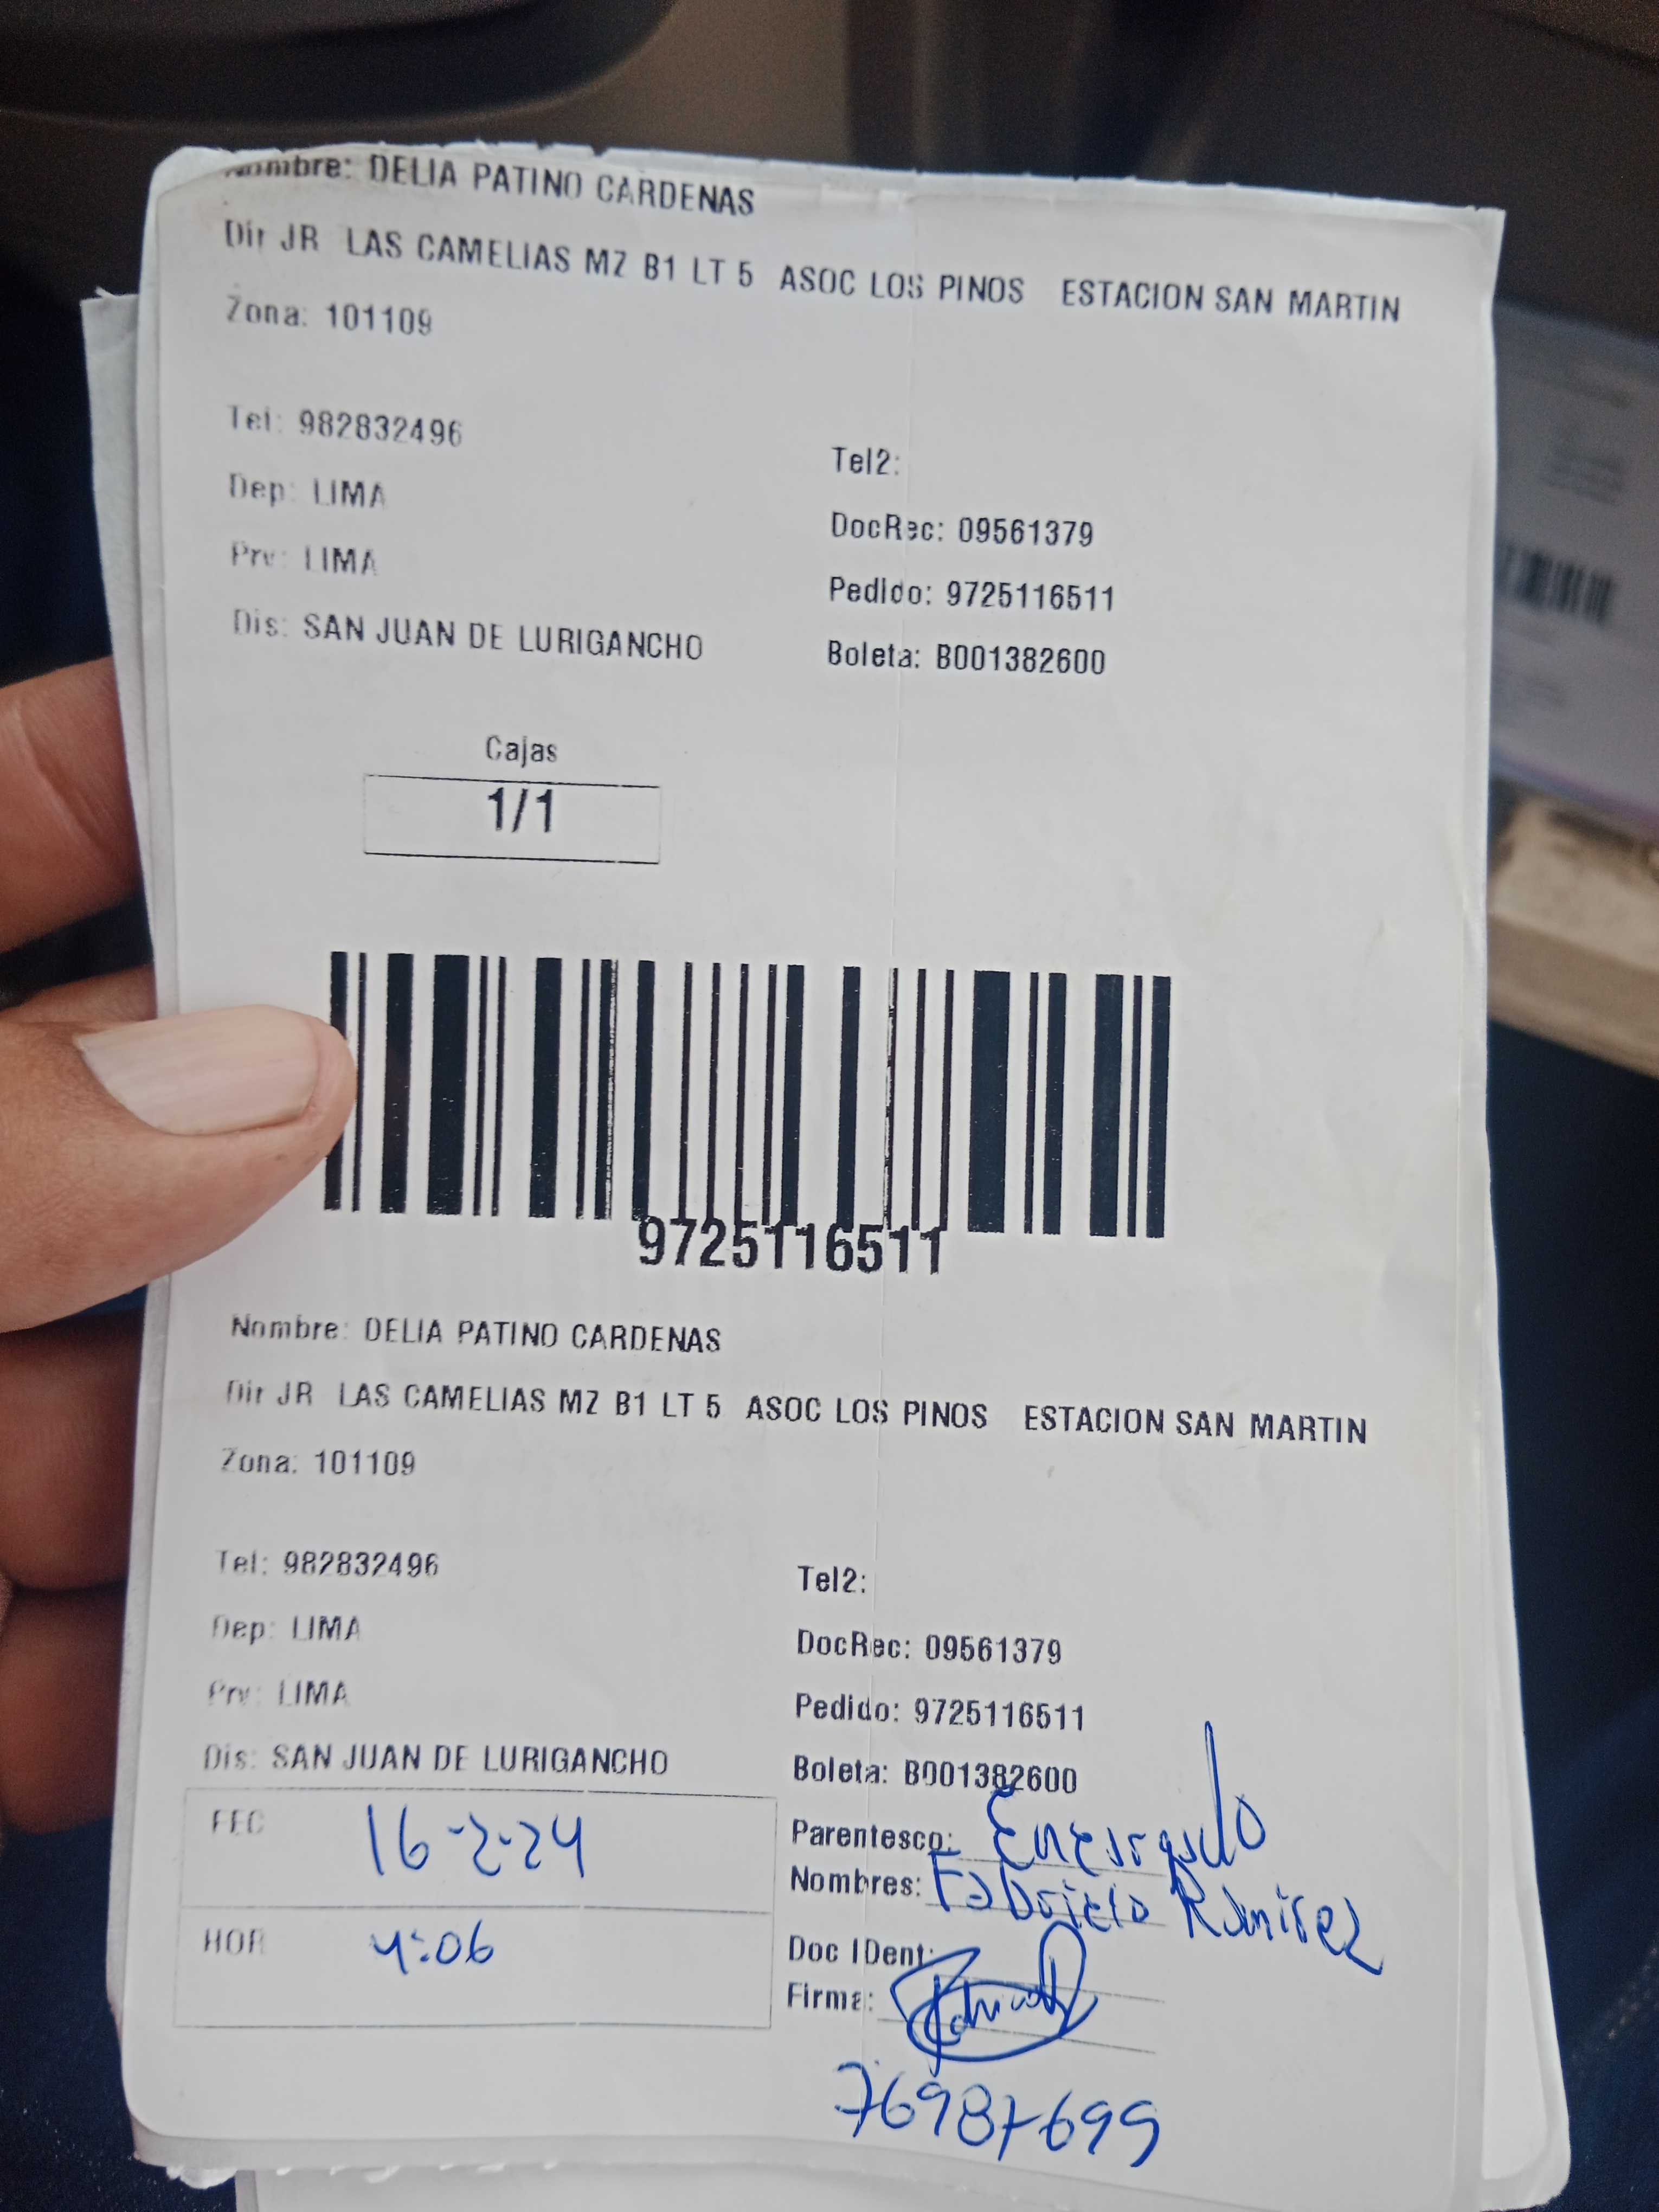 Nombre: DELIA PATINO CARDENAS
Dir JR LAS CAMELIAS MZ B1 LT 5 ASOC LOS PINOS ESTACION SAN MARTIN
Zona: 101109
Tel: 982832496
Tel2:
Dep: LIMA
DocRec: 09561379
Prv: LIMA
Pedido: 9725116511
Dis: SAN JUAN DE LURIGANCHO
Boleta: B001382600
Cajas
1/1
9725116511
Nombre: DELIA PATINO CARDENAS
Dir JR LAS CAMELIAS MZ B1 LT 5 ASOC LOS PINOS ESTACION SAN MARTIN
Zona: 101109
Tel: 982832496
Tel2:
Dep: LIMA
DocRec: 09561379
Prv: LIMA
Pedido: 9725116511
Dis: SAN JUAN DE LURIGANCHO
Boleta: B001382600
FEC 16-2-24
Parentesco: Encargado
Nombres: Fabricio Ramirez
HOR 4:06
Doc IDent:
Firma:
76987699